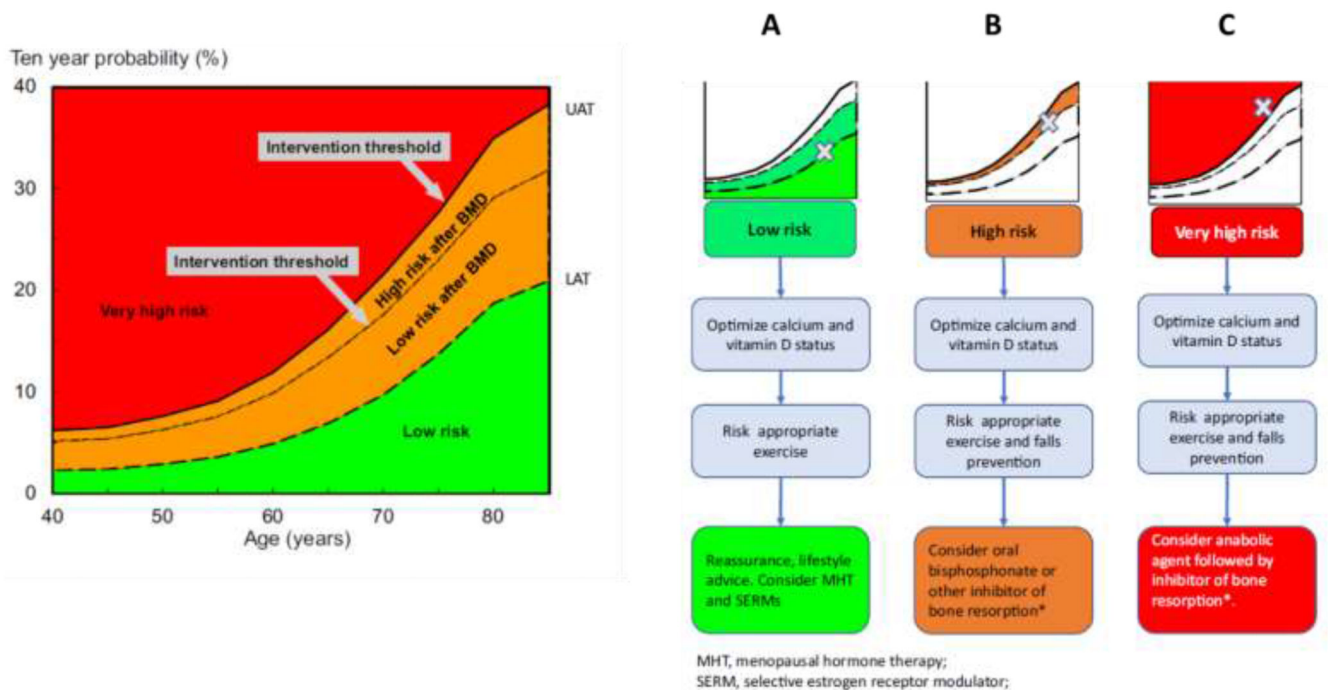 Ten year probability (%)
40
30
20
10
0
40
50
60
70
80
Age (years)
UAT
LAT
Intervention threshold
Intervention threshold
High risk after BMD
Low risk after BMD
Very high risk
Low risk
A
B
C
Low risk
High risk
Very high risk
Optimize calcium and
vitamin D status
Optimize calcium and
vitamin D status
Optimize calcium and
vitamin D status
Risk appropriate
exercise
Risk appropriate
exercise and falls
prevention
Risk appropriate
exercise and falls
prevention
Reassurance, lifestyle
advice. Consider MHT
and SERMs
Consider oral
bisphosphonate or
other inhibitor of
bone resorption*
Consider anabolic
agent followed by
inhibitor of bone
resorption*.
MHT, menopausal hormone therapy;
SERM, selective estrogen receptor modulator;